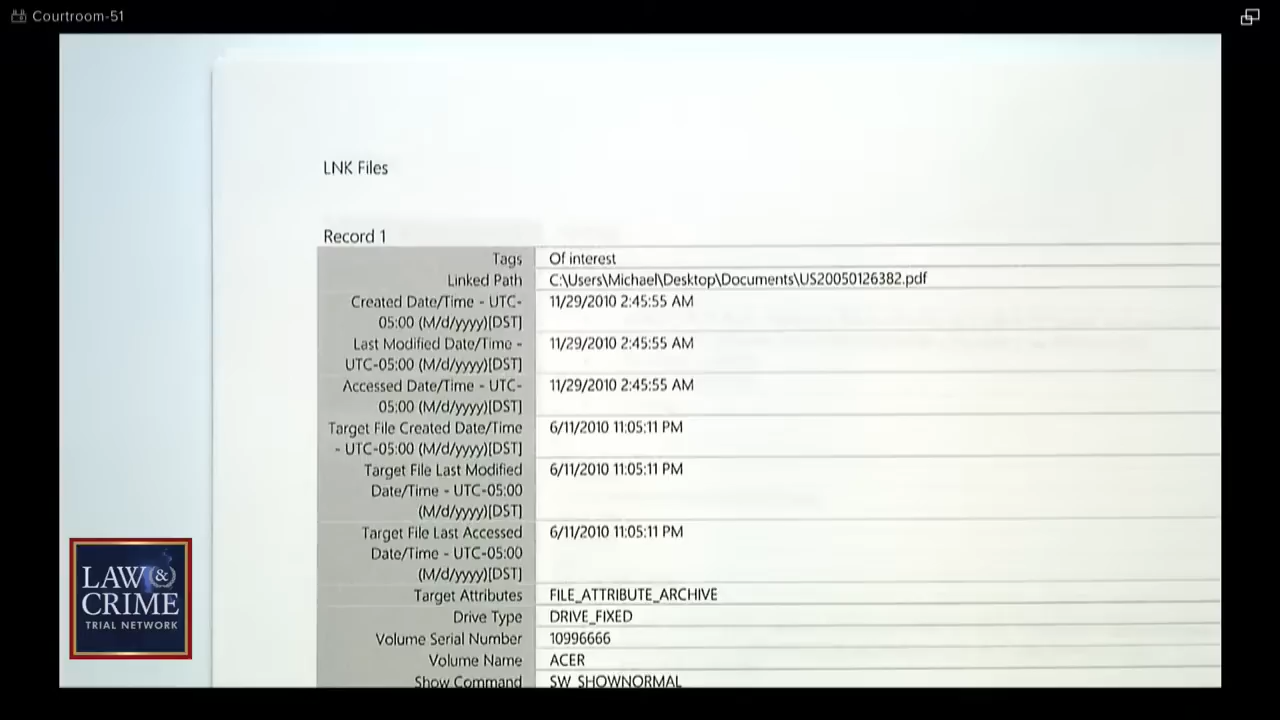 Courtroom-51
LNK Files
Record 1
Tags Of interest
Linked Path C:\Users\Michael\Desktop\Documents\US20050126382.pdf
Created Date/Time - UTC- 11/29/2010 2:45:55 AM
05:00 (M/d/yyyy)[DST]
Last Modified Date/Time - 11/29/2010 2:45:55 AM
UTC-05:00 (M/d/yyyy)[DST]
Accessed Date/Time - UTC- 11/29/2010 2:45:55 AM
05:00 (M/d/yyyy)[DST]
Target File Created Date/Time 6/11/2010 11:05:11 PM
- UTC-05:00 (M/d/yyyy)[DST]
Target File Last Modified 6/11/2010 11:05:11 PM
Date/Time - UTC-05:00
(M/d/yyyy)[DST]
Target File Last Accessed 6/11/2010 11:05:11 PM
Date/Time - UTC-05:00
(M/d/yyyy)[DST]
Target Attributes FILE_ATTRIBUTE_ARCHIVE
Drive Type DRIVE_FIXED
Volume Serial Number 10996666
Volume Name ACER
Show Command SW_SHOWNORMAL
LAW &
CRIME
TRIAL NETWORK